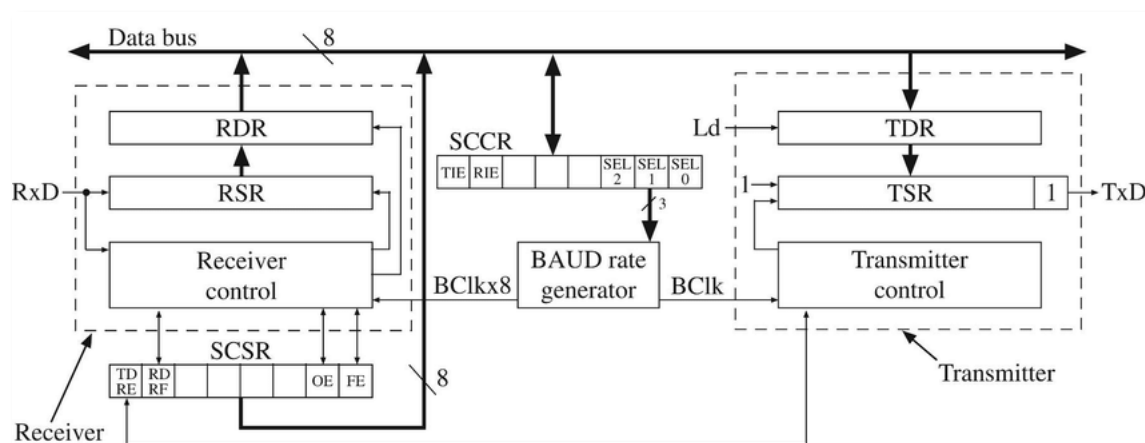 Data bus 8
RDR
SCCR
Ld
TDR
TIE RIE SEL 2 SEL 1 SEL 0
RxD
RSR
3
1
TSR
1
TxD
Receiver control
BClkx8
BAUD rate generator
BClk
Transmitter control
SCSR
TD RE RD RF OE FE
8
Transmitter
Receiver